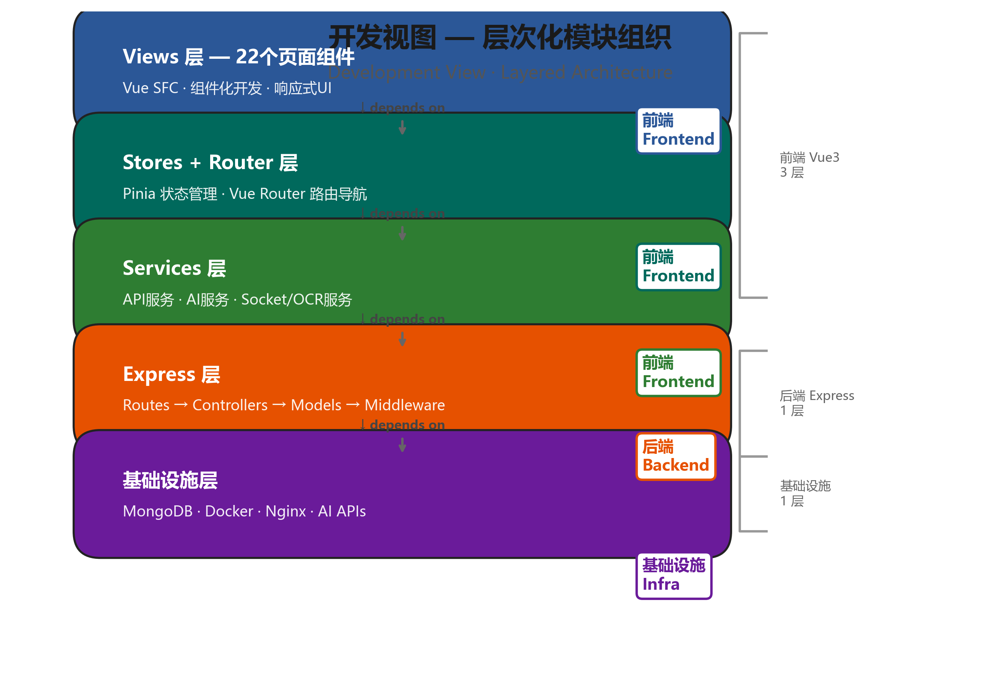 开发视图 — 层次化模块组织
Development View · Layered Architecture
Views 层 — 22个页面组件
Vue SFC · 组件化开发 · 响应式UI
↓ depends on
前端
Frontend
Stores + Router 层
Pinia 状态管理 · Vue Router 路由导航
↓ depends on
前端
Frontend
Services 层
API服务 · AI服务 · Socket/OCR服务
↓ depends on
前端
Frontend
Express 层
Routes → Controllers → Models → Middleware
↓ depends on
后端
Backend
基础设施层
MongoDB · Docker · Nginx · AI APIs
基础设施
Infra
前端 Vue3
3 层
后端 Express
1 层
基础设施
1 层